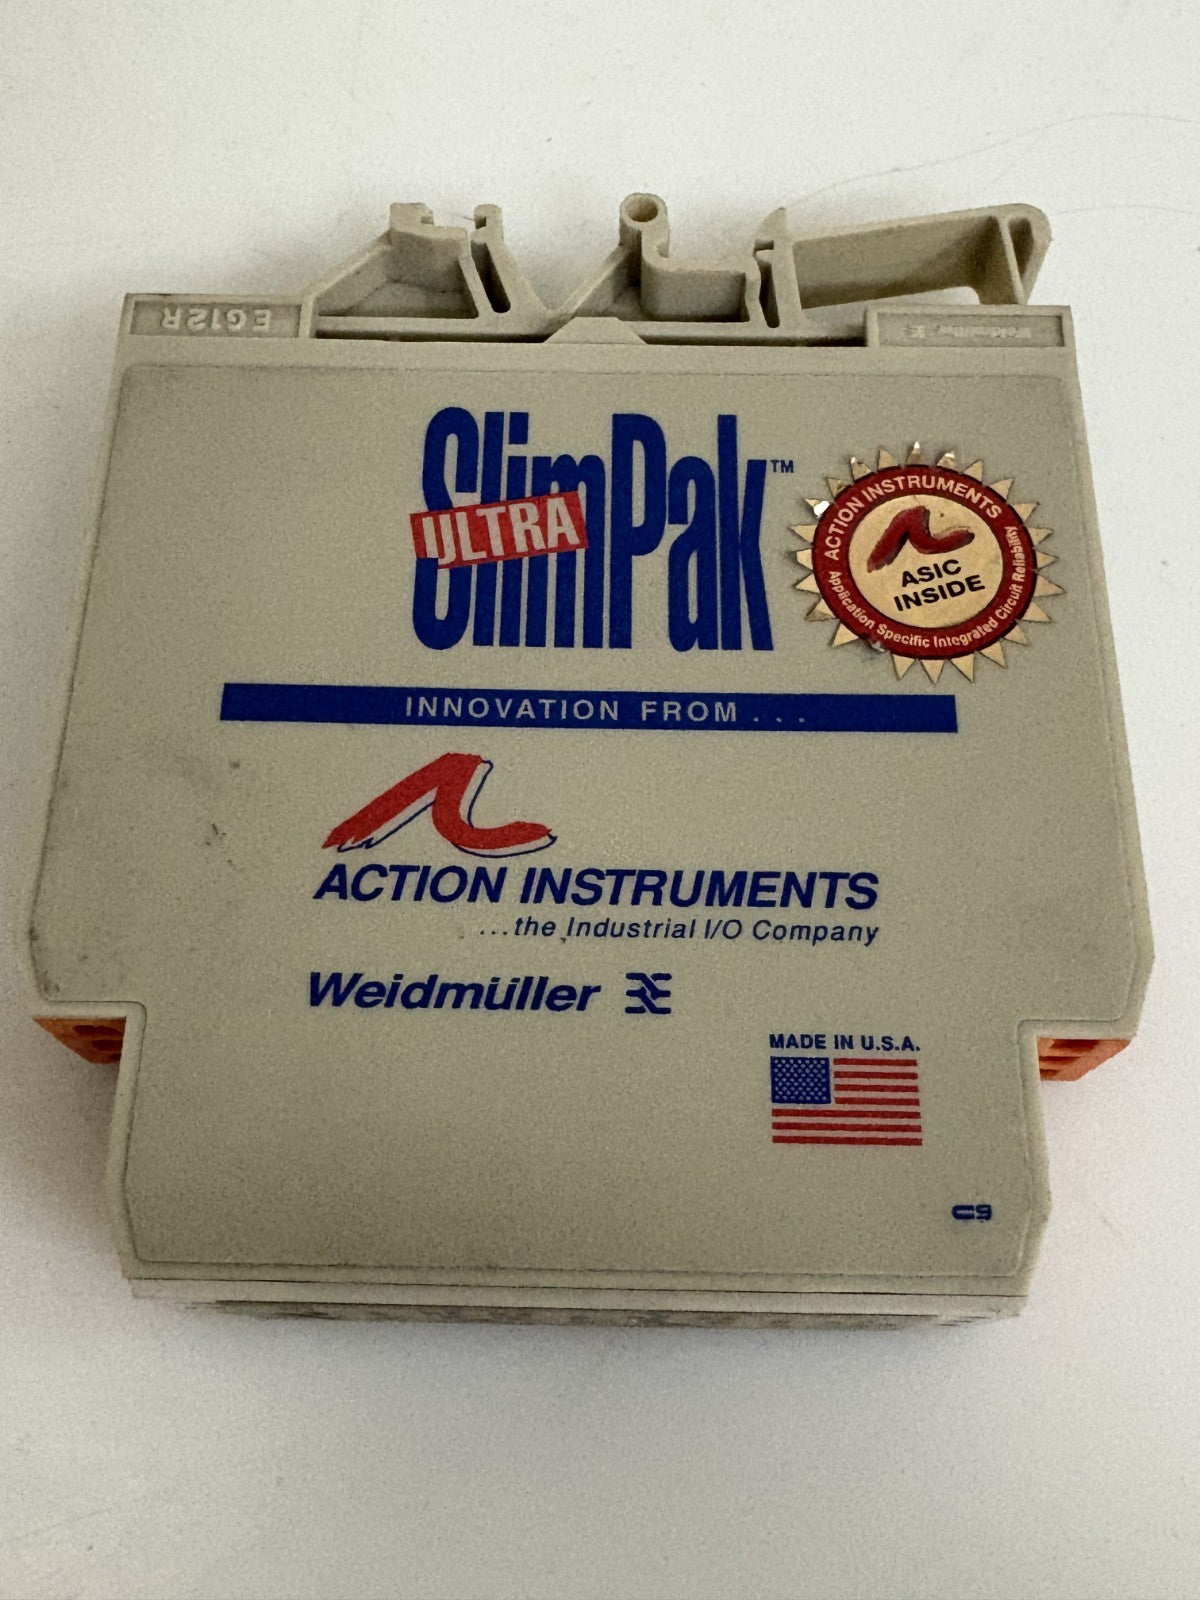 EG12R
Weidmüller
SlimPak™
ULTRA
ACTION INSTRUMENTS
ASIC
INSIDE
Application Specific Integrated Circuit Reliability
INNOVATION FROM...
ACTION INSTRUMENTS
...the Industrial I/O Company
Weidmüller
MADE IN U.S.A.